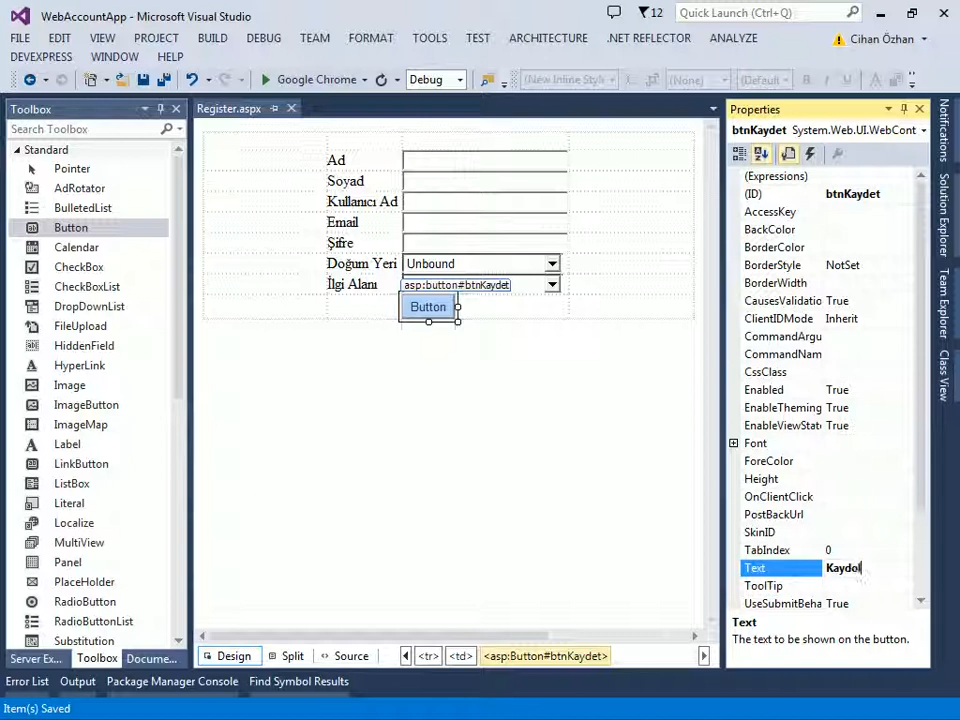 WebAccountApp - Microsoft Visual Studio
12
Quick Launch (Ctrl+Q)
FILE EDIT VIEW PROJECT BUILD DEBUG TEAM FORMAT TOOLS TEST ARCHITECTURE .NET REFLECTOR ANALYZE
Cihan Özhan
DEVEXPRESS WINDOW HELP
Google Chrome Debug (New Inline Style) (None) (Default) B I U A
Toolbox
Search Toolbox
Standard
Pointer
AdRotator
BulletedList
Button
Calendar
CheckBox
CheckBoxList
DropDownList
FileUpload
HiddenField
HyperLink
Image
ImageButton
ImageMap
Label
LinkButton
ListBox
Literal
Localize
MultiView
Panel
PlaceHolder
RadioButton
RadioButtonList
Substitution
Server Ex... Toolbox Docume...
Register.aspx
Ad
Soyad
Kullanıcı Ad
Email
Şifre
Doğum Yeri Unbound
İlgi Alanı asp:button#btnKaydet
Button
Design Split Source <tr> <td> <asp:Button#btnKaydet>
Properties
btnKaydet System.Web.UI.WebCont
(Expressions)
(ID) btnKaydet
AccessKey
BackColor
BorderColor
BorderStyle NotSet
BorderWidth
CausesValidatio True
ClientIDMode Inherit
CommandArgu
CommandNam
CssClass
Enabled True
EnableTheming True
EnableViewState True
Font
ForeColor
Height
OnClientClick
PostBackUrl
SkinID
TabIndex 0
Text Kaydol
ToolTip
UseSubmitBeha True
Text
The text to be shown on the button.
Notifications
Solution Explorer
Team Explorer
Class View
Error List Output Package Manager Console Find Symbol Results
Item(s) Saved